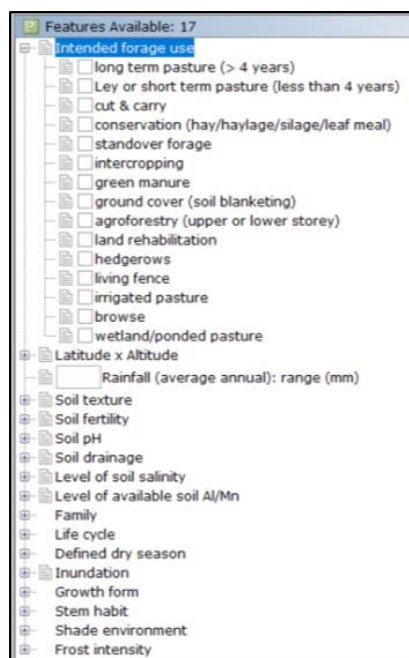 Features Available: 17
Intended forage use
long term pasture (> 4 years)
Ley or short term pasture (less than 4 years)
cut & carry
conservation (hay/haylage/silage/leaf meal)
standover forage
intercropping
green manure
ground cover (soil blanketing)
agroforestry (upper or lower storey)
land rehabilitation
hedgerows
living fence
irrigated pasture
browse
wetland/ponded pasture
Latitude x Altitude
Rainfall (average annual): range (mm)
Soil texture
Soil fertility
Soil pH
Soil drainage
Level of soil salinity
Level of available soil Al/Mn
Family
Life cycle
Defined dry season
Inundation
Growth form
Stem habit
Shade environment
Frost intensity